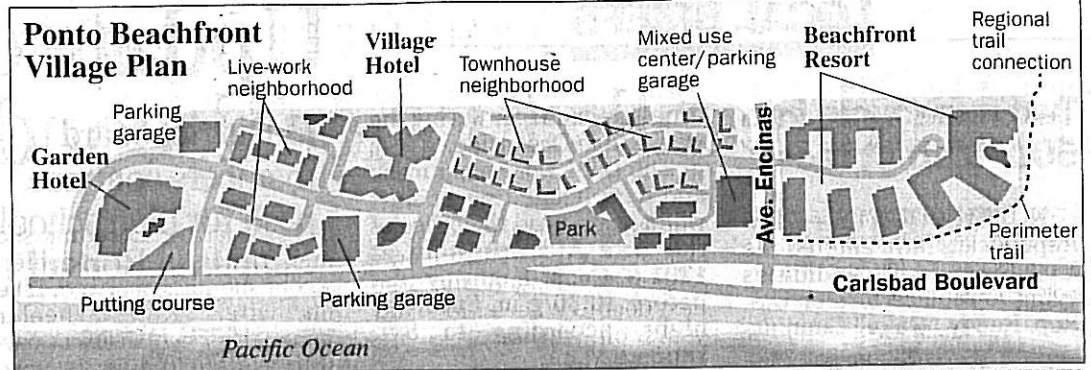 Ponto Beachfront
Village Plan
Parking
garage
Garden
Hotel
Live-work
neighborhood
Village
Hotel
Townhouse
neighborhood
Mixed use
center/parking
garage
Beachfront
Resort
Regional
trail
connection
Ave. Encinas
Park
Perimeter
trail
Carlsbad Boulevard
Putting course
Parking garage
Pacific Ocean